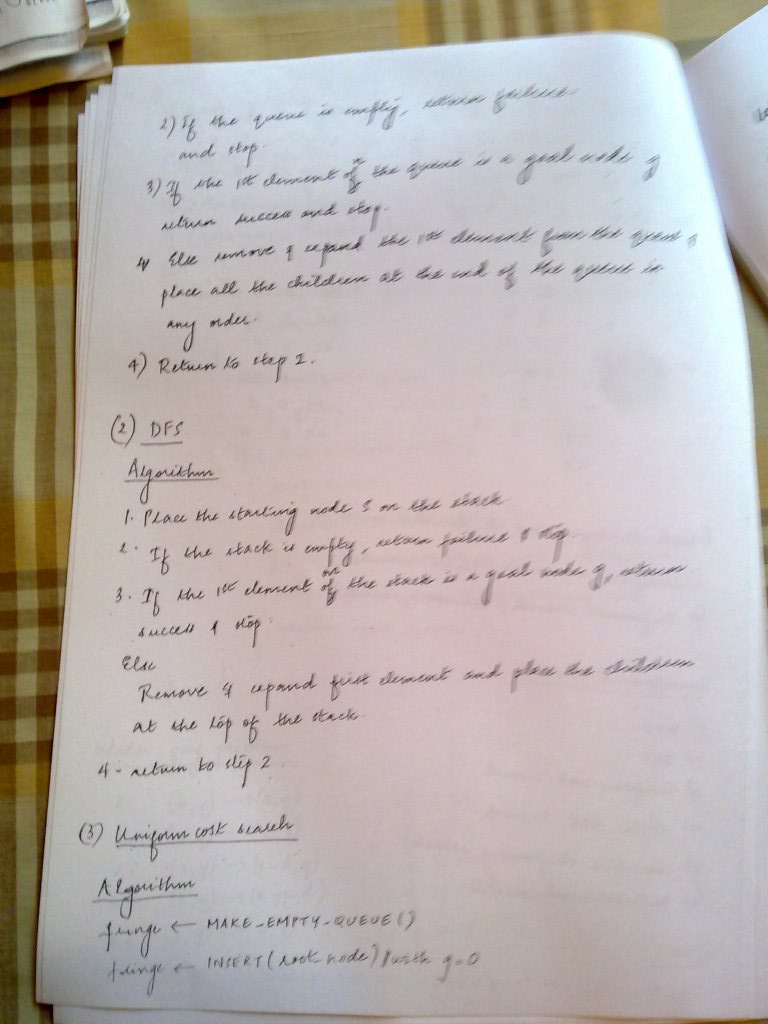 2) If the queue is empty, return failure
and stop.
3) If the 1st element of on the queue is a goal node g
return success and stop.
4) Else remove & expand the 1st element from the queue &
place all the children at the end of the queue in
any order.
4) Return to step 2.
(2) DFS
Algorithm
1. Place the starting node S on the stack
2. If the stack is empty, return failure & stop
3. If the 1st element of on the stack is a goal node g, return
success & stop.
Else
Remove & expand first element and place the children
at the top of the stack.
4 - return to step 2
(3) Uniform cost search
Algorithm
fringe ← MAKE-EMPTY-QUEUE()
fringe ← INSERT(root_node) // with g=0